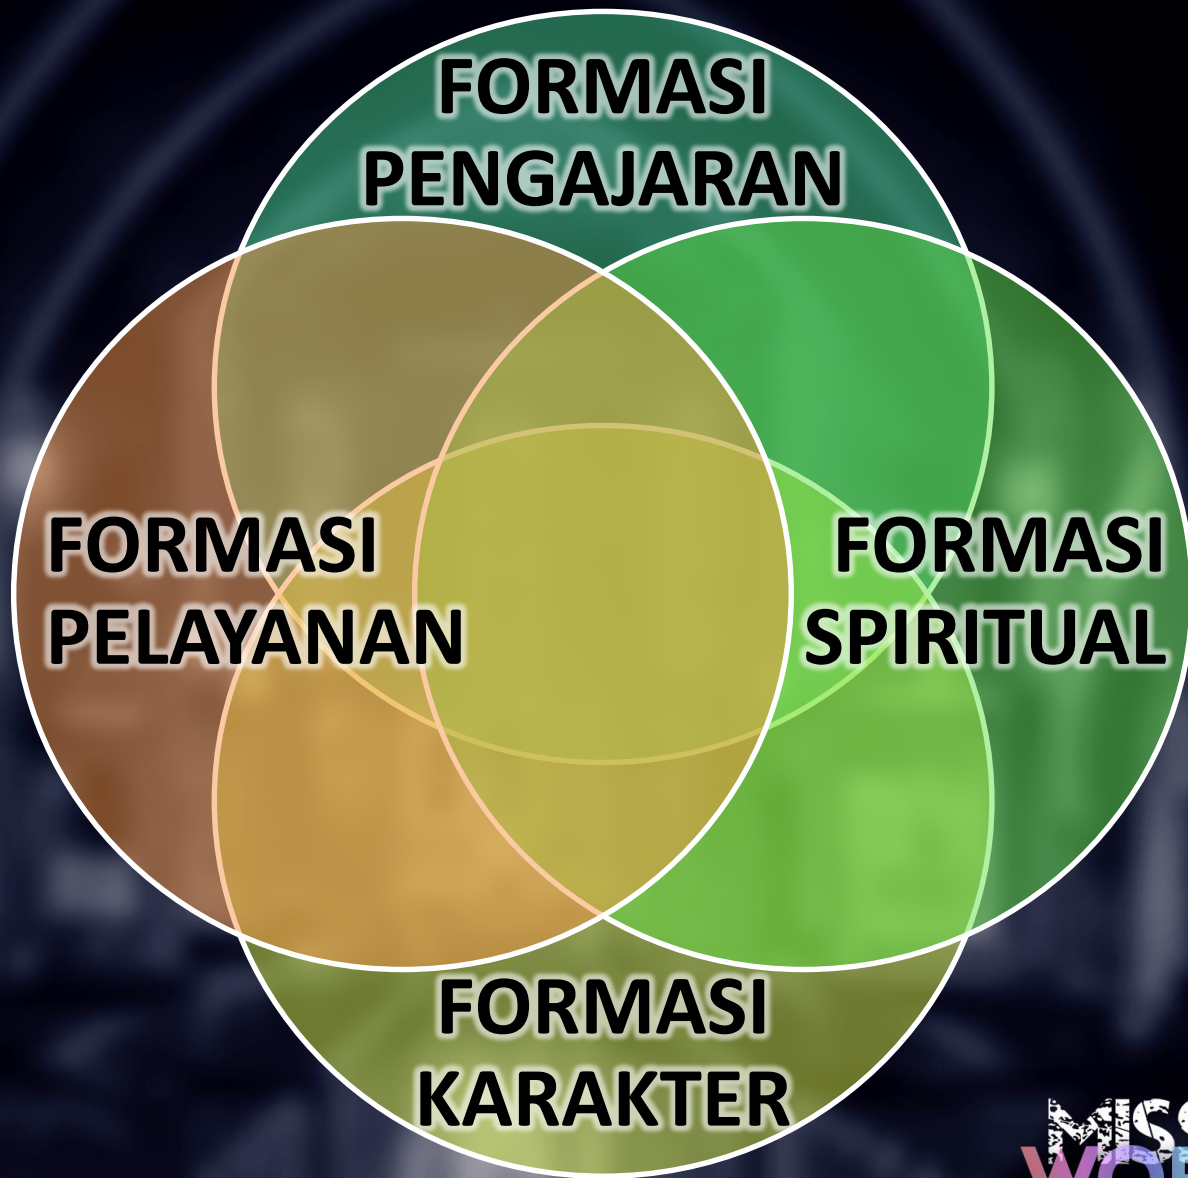 FORMASI
PENGAJARAN
FORMASI
PELAYANAN
FORMASI
SPIRITUAL
FORMASI
KARAKTER